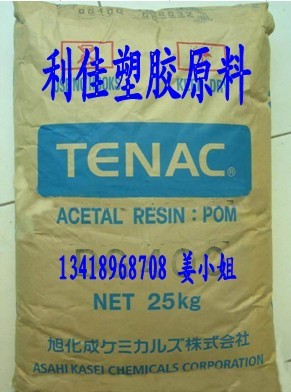 利佳塑胶原料
TENAC®
ACETAL RESIN : POM
13418968708 姜小姐
NET 25kg
旭化成ケミカルズ株式会社
ASAHI KASEI CHEMICALS CORPORATION